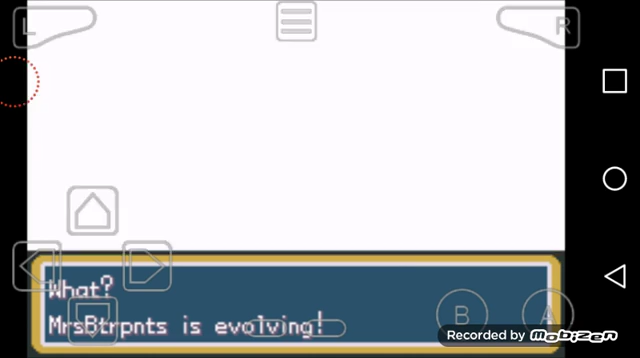 L
R
What?
MrsBtrpnts is evolving!
B
A
Recorded by Mobizen